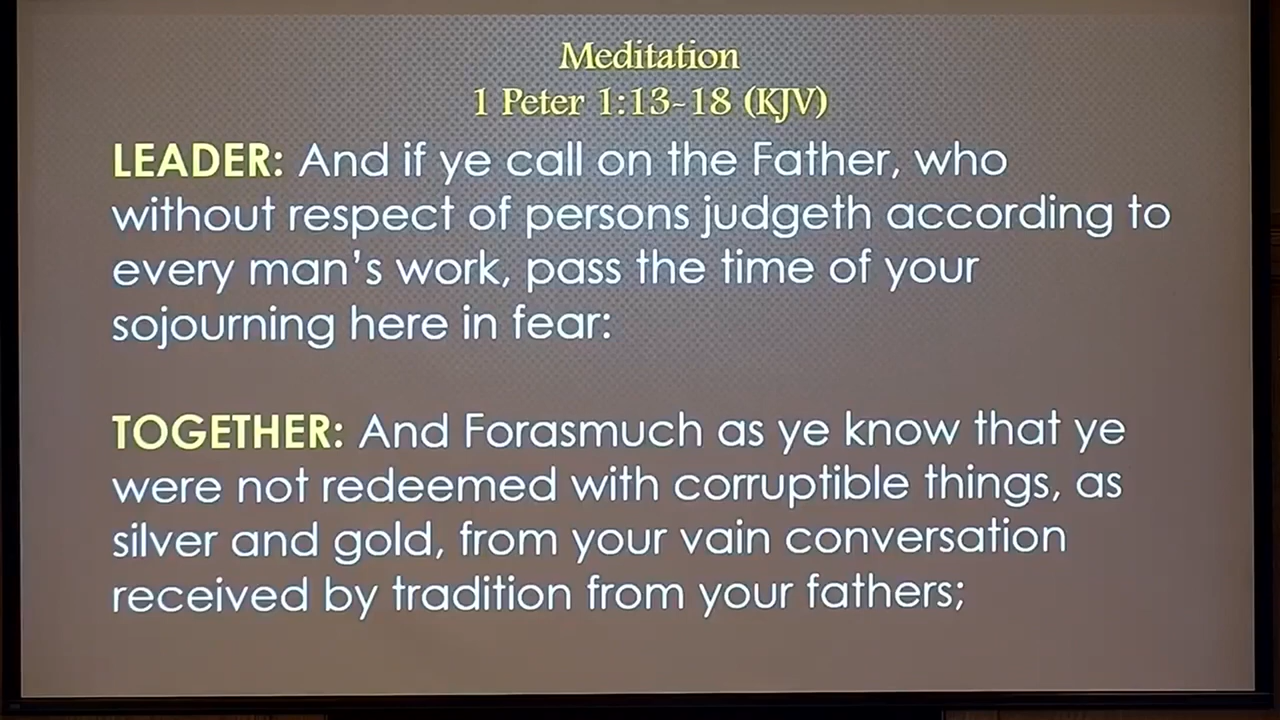 Meditation
1 Peter 1:13-18 (KJV)
LEADER: And if ye call on the Father, who
without respect of persons judgeth according to
every man's work, pass the time of your
sojourning here in fear:
TOGETHER: And Forasmuch as ye know that ye
were not redeemed with corruptible things, as
silver and gold, from your vain conversation
received by tradition from your fathers;